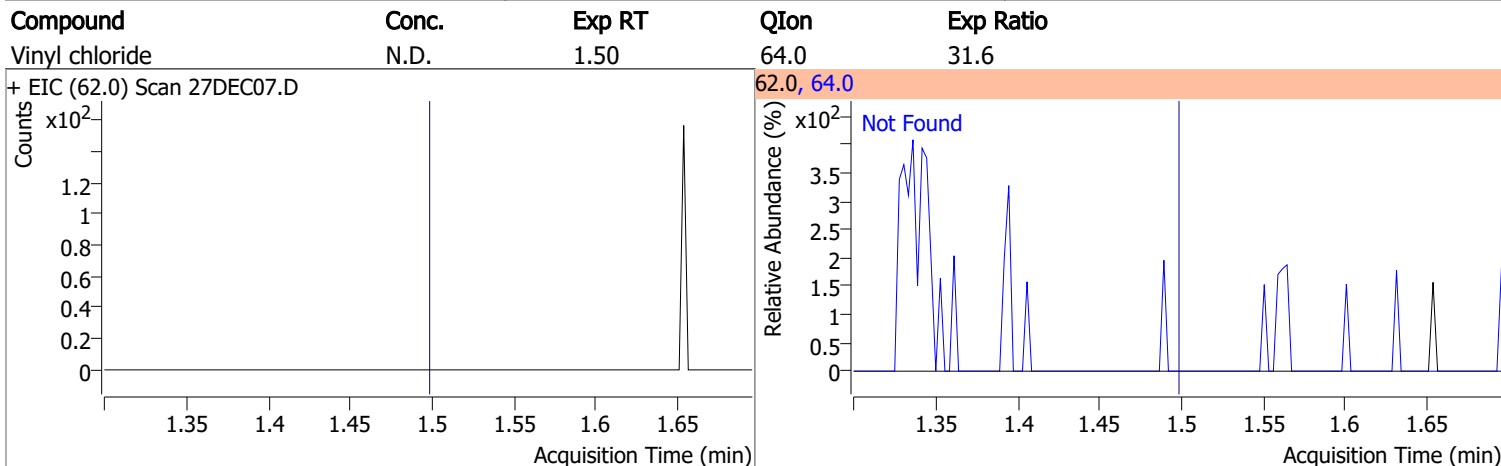 Compound Conc. Exp RT QIon Exp Ratio
Vinyl chloride N.D. 1.50 64.0 31.6
+ EIC (62.0) Scan 27DEC07.D
Counts
x10²
1.2
1
0.8
0.6
0.4
0.2
0
1.35 1.4 1.45 1.5 1.55 1.6 1.65
Acquisition Time (min)
62.0, 64.0
Relative Abundance (%)
x10²
Not Found
3.5
3
2.5
2
1.5
1
0.5
0
1.35 1.4 1.45 1.5 1.55 1.6 1.65
Acquisition Time (min)